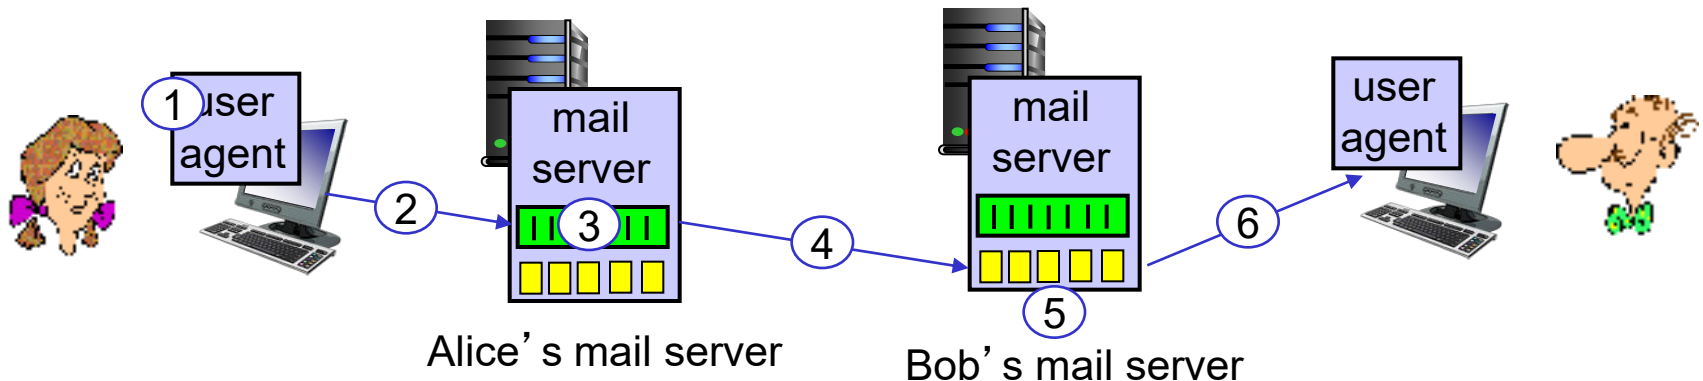 1
user
agent
2
mail
server
3
Alice's mail server
4
mail
server
5
Bob's mail server
6
user
agent